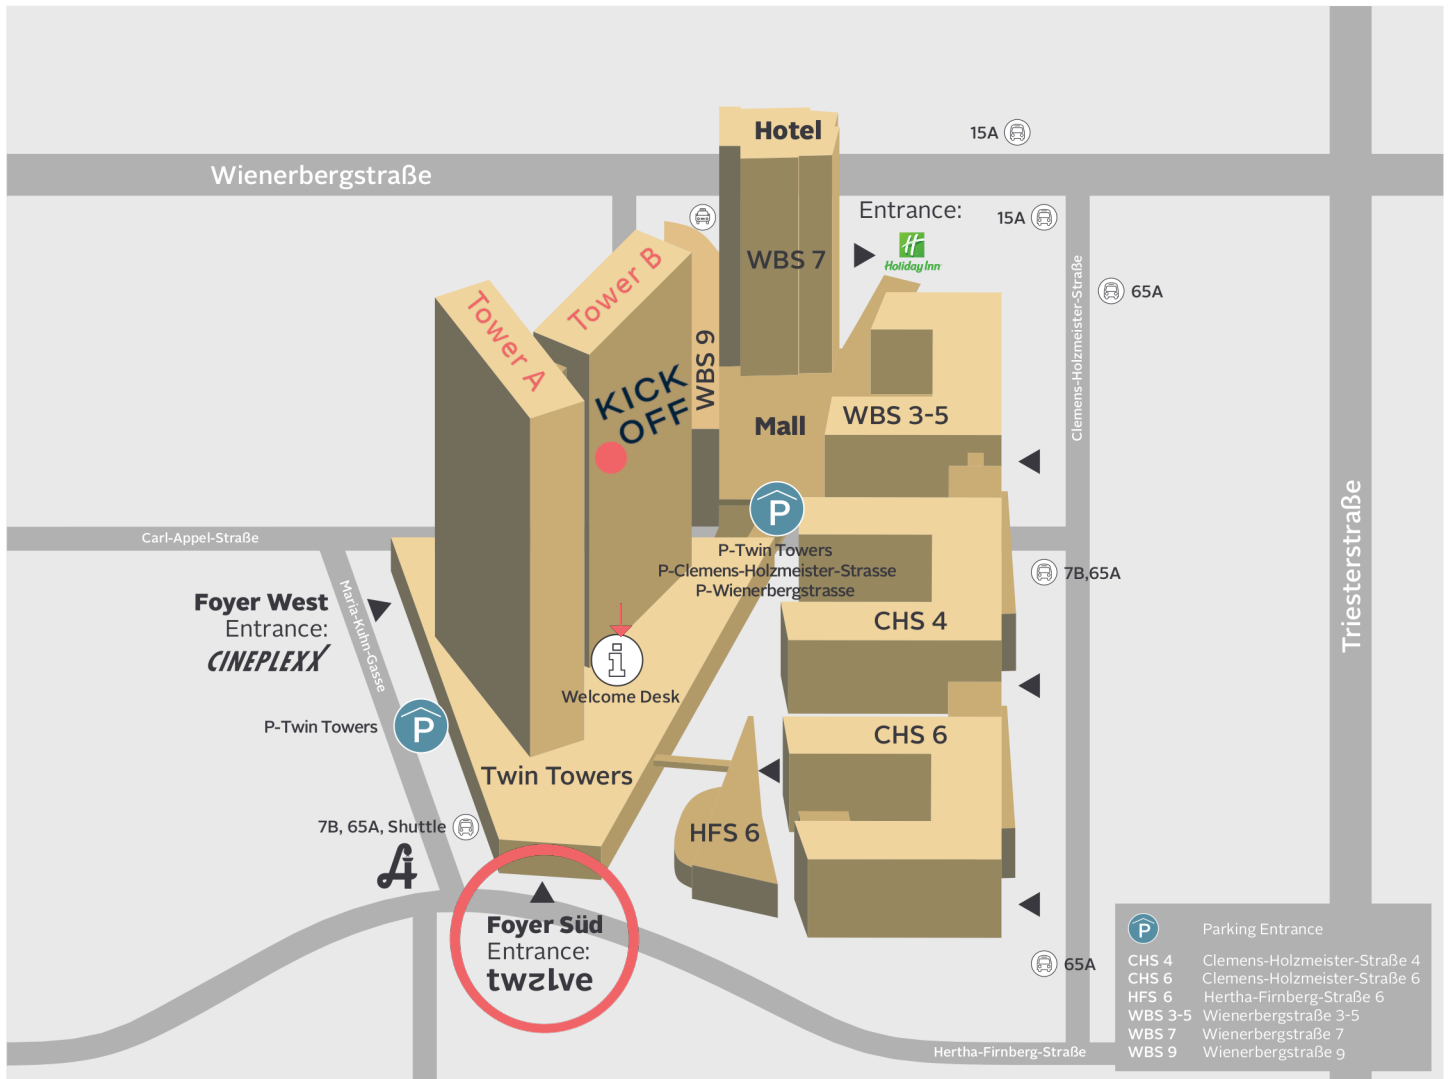 Hotel
15A
Wienerbergstraße
Entrance:
15A
Holiday Inn
WBS 7
Tower B
Tower A
WBS 9
Clemens-Holzmeister-Straße
65A
KICK
OFF
Mall
WBS 3-5
Triesterstraße
P
Carl-Appel-Straße
P-Twin Towers
P-Clemens-Holzmeister-Strasse
P-Wienerbergstrasse
7B,65A
Foyer West
Entrance:
CINEPLEXX
Maria-Kuhn-Gasse
CHS 4
i
Welcome Desk
P-Twin Towers
P
CHS 6
Twin Towers
7B, 65A, Shuttle
HFS 6
Foyer Süd
Entrance:
twzlve
65A
Hertha-Firnberg-Straße
P Parking Entrance
CHS 4 Clemens-Holzmeister-Straße 4
CHS 6 Clemens-Holzmeister-Straße 6
HFS 6 Hertha-Firnberg-Straße 6
WBS 3-5 Wienerbergstraße 3-5
WBS 7 Wienerbergstraße 7
WBS 9 Wienerbergstraße 9